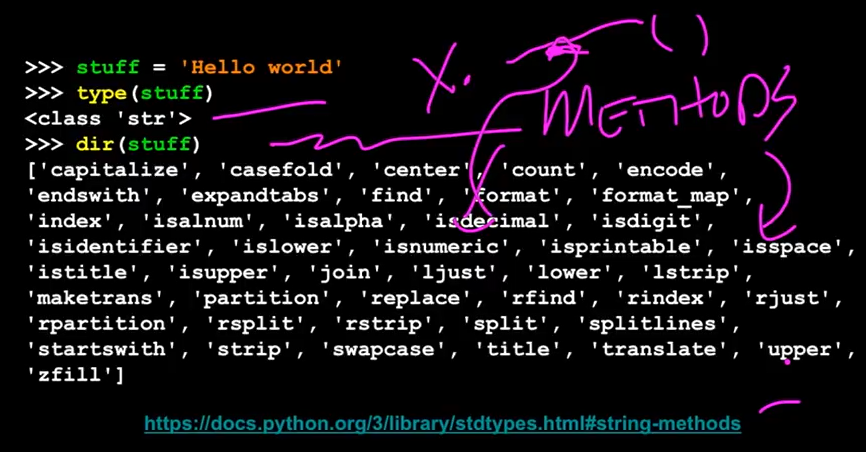 >>> stuff = 'Hello world'
>>> type(stuff)
<class 'str'>
>>> dir(stuff)
X. ( )
METHODS
['capitalize', 'casefold', 'center', 'count', 'encode',
'endswith', 'expandtabs', 'find', 'format', 'format_map',
'index', 'isalnum', 'isalpha', 'isdecimal', 'isdigit',
'isidentifier', 'islower', 'isnumeric', 'isprintable', 'isspace',
'istitle', 'isupper', 'join', 'ljust', 'lower', 'lstrip',
'maketrans', 'partition', 'replace', 'rfind', 'rindex', 'rjust',
'rpartition', 'rsplit', 'rstrip', 'split', 'splitlines',
'startswith', 'strip', 'swapcase', 'title', 'translate', 'upper',
'zfill']
https://docs.python.org/3/library/stdtypes.html#string-methods